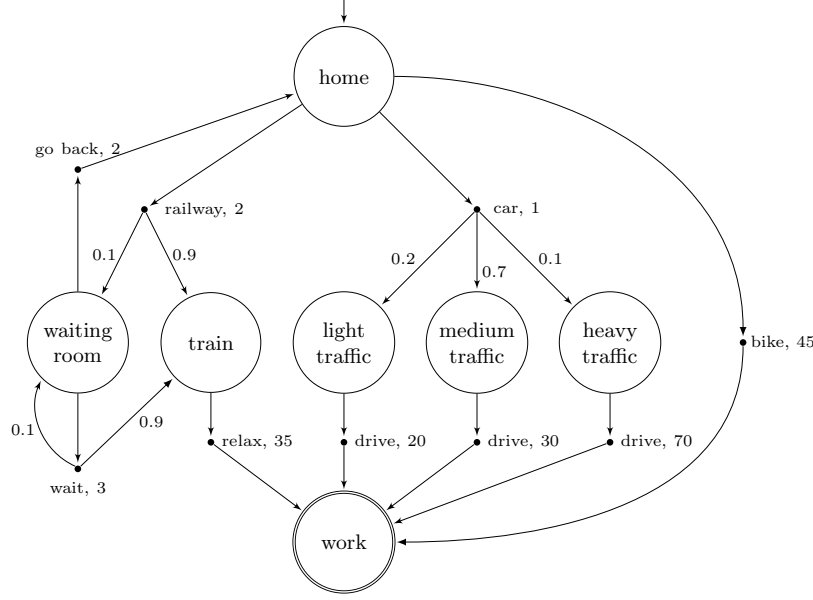 home
go back, 2
railway, 2
car, 1
0.1
0.9
0.2
0.7
0.1
waiting
room
train
light
traffic
medium
traffic
heavy
traffic
bike, 45
0.1
0.9
relax, 35
drive, 20
drive, 30
drive, 70
wait, 3
work